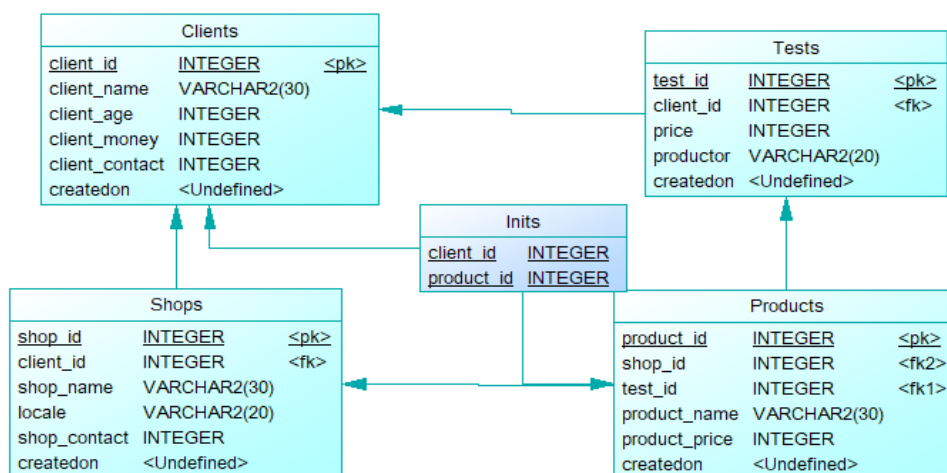 Clients
client_id INTEGER <pk>
client_name VARCHAR2(30)
client_age INTEGER
client_money INTEGER
client_contact INTEGER
createdon <Undefined>
Tests
test_id INTEGER <pk>
client_id INTEGER <fk>
price INTEGER
productor VARCHAR2(20)
createdon <Undefined>
Inits
client_id INTEGER
product_id INTEGER
Shops
shop_id INTEGER <pk>
client_id INTEGER <fk>
shop_name VARCHAR2(30)
locale VARCHAR2(20)
shop_contact INTEGER
createdon <Undefined>
Products
product_id INTEGER <pk>
shop_id INTEGER <fk2>
test_id INTEGER <fk1>
product_name VARCHAR2(30)
product_price INTEGER
createdon <Undefined>